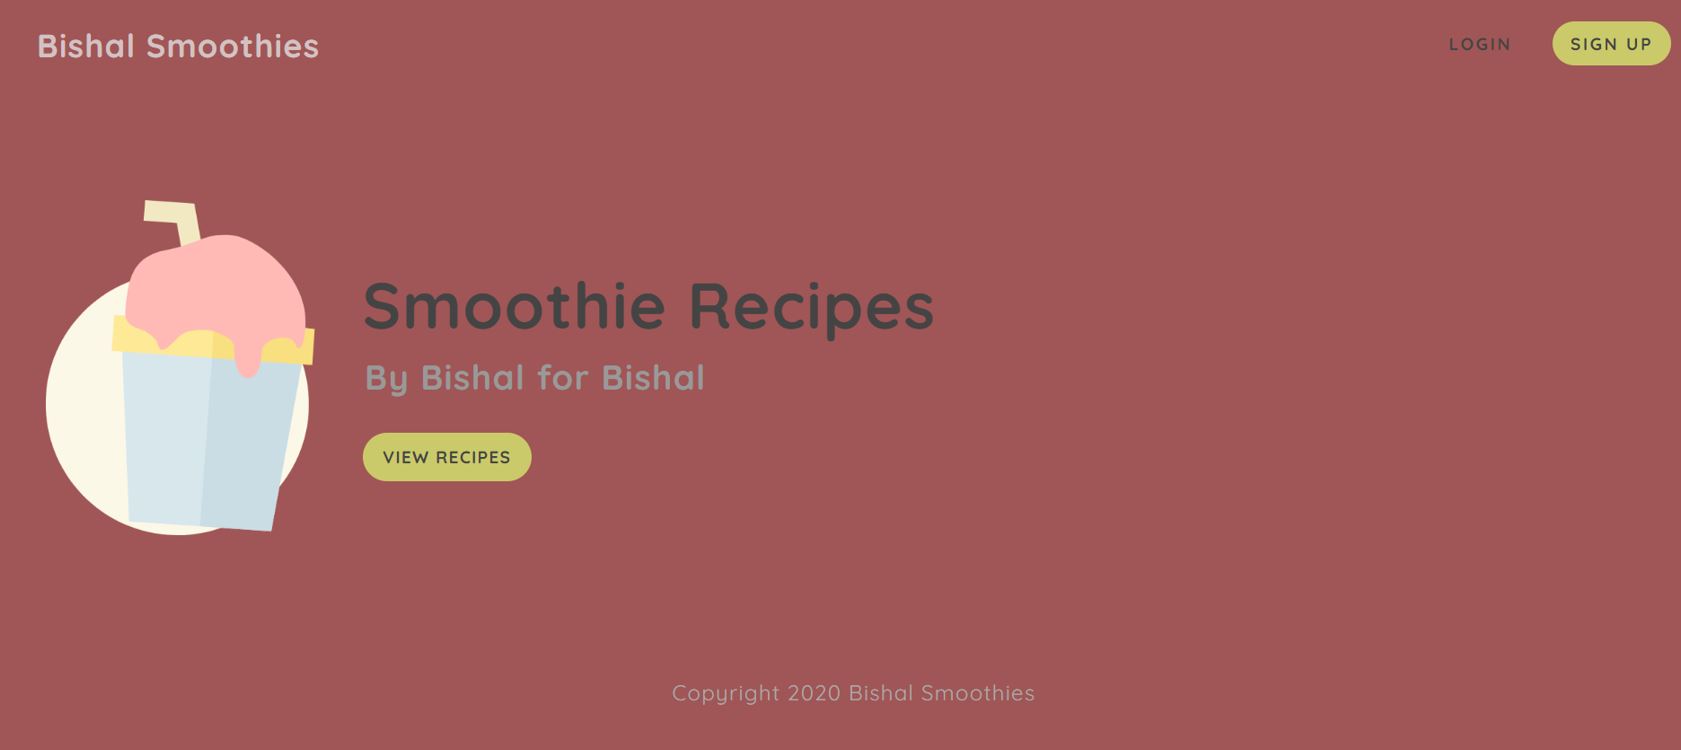 Bishal Smoothies
LOGIN
SIGN UP
Smoothie Recipes
By Bishal for Bishal
VIEW RECIPES
Copyright 2020 Bishal Smoothies